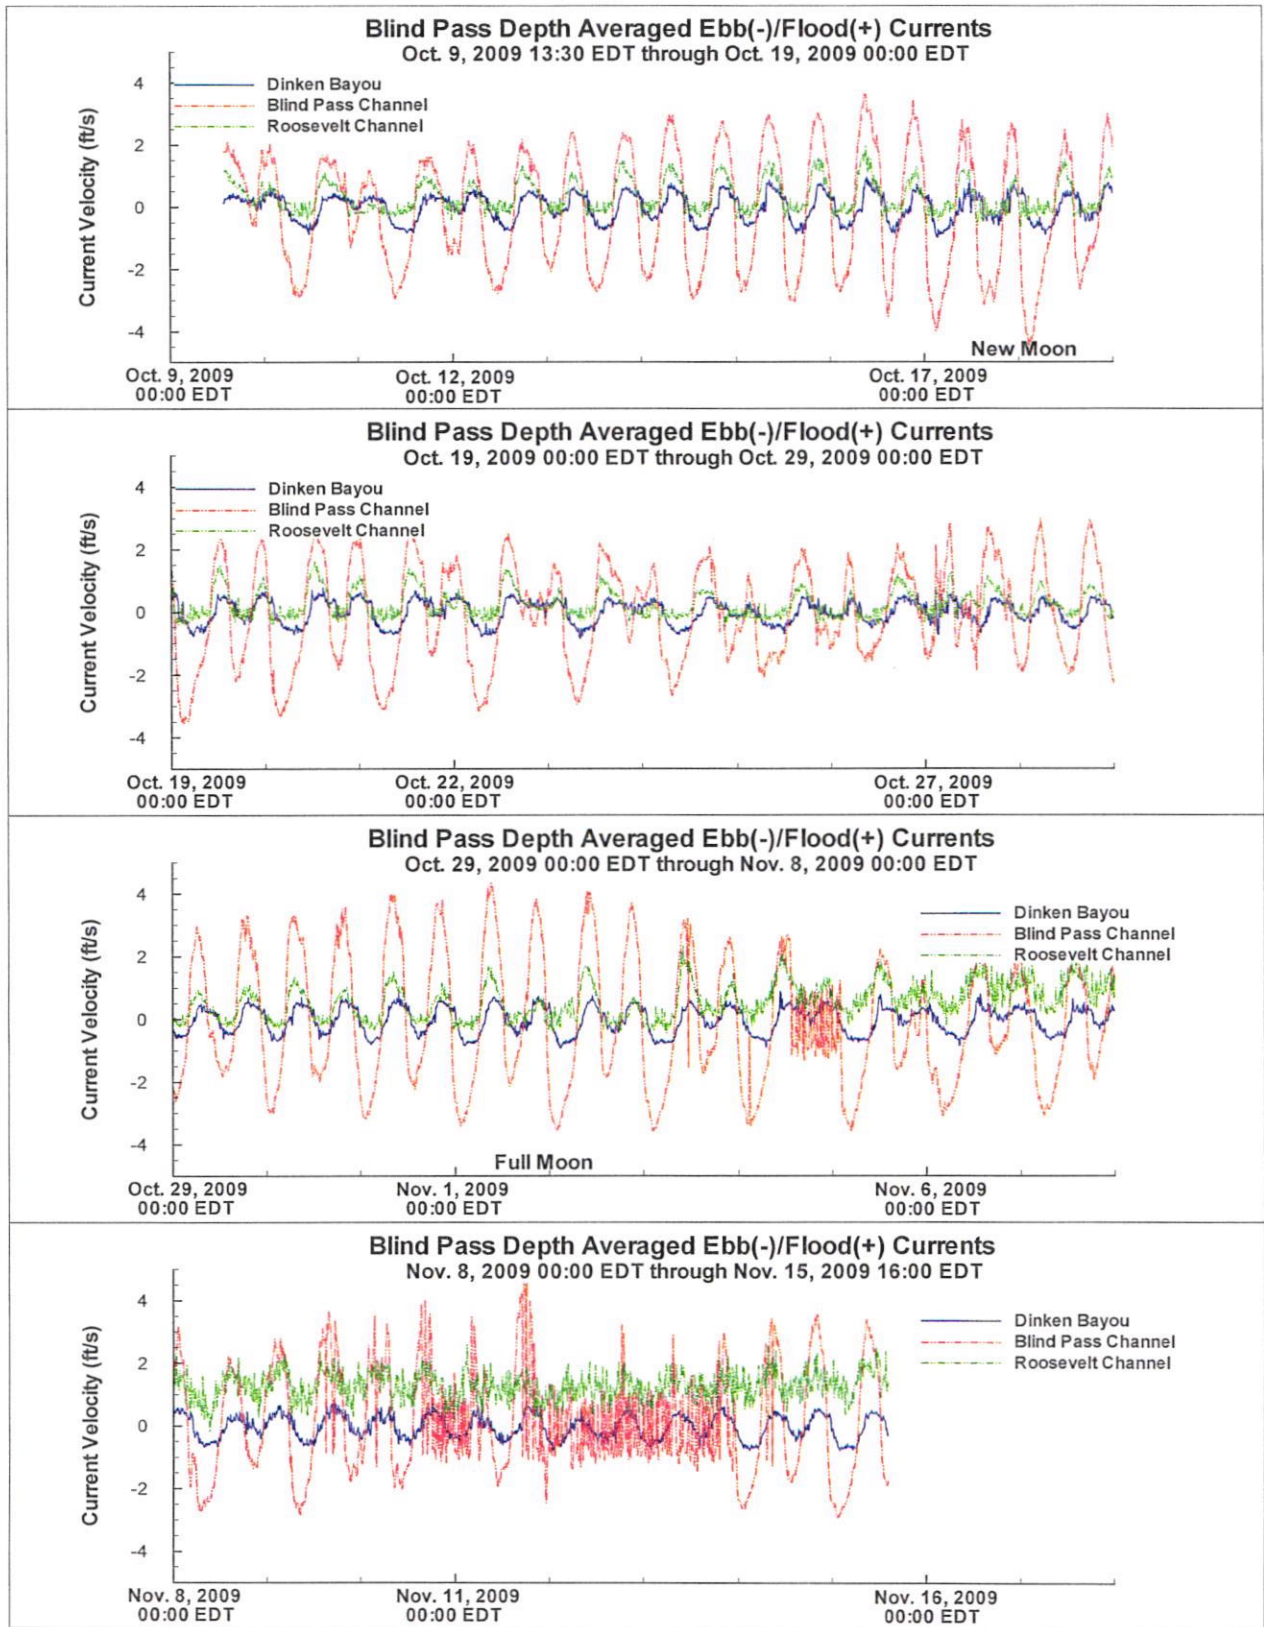 Blind Pass Depth Averaged Ebb(-)/Flood(+) Currents
Oct. 9, 2009 13:30 EDT through Oct. 19, 2009 00:00 EDT
Dinken Bayou
Blind Pass Channel
Roosevelt Channel
Current Velocity (ft/s)
4
2
0
-2
-4
New Moon
Oct. 9, 2009 Oct. 12, 2009 Oct. 17, 2009
00:00 EDT 00:00 EDT 00:00 EDT
Blind Pass Depth Averaged Ebb(-)/Flood(+) Currents
Oct. 19, 2009 00:00 EDT through Oct. 29, 2009 00:00 EDT
Dinken Bayou
Blind Pass Channel
Roosevelt Channel
Current Velocity (ft/s)
4
2
0
-2
-4
Oct. 19, 2009 Oct. 22, 2009 Oct. 27, 2009
00:00 EDT 00:00 EDT 00:00 EDT
Blind Pass Depth Averaged Ebb(-)/Flood(+) Currents
Oct. 29, 2009 00:00 EDT through Nov. 8, 2009 00:00 EDT
Dinken Bayou
Blind Pass Channel
Roosevelt Channel
Current Velocity (ft/s)
4
2
0
-2
-4
Full Moon
Oct. 29, 2009 Nov. 1, 2009 Nov. 6, 2009
00:00 EDT 00:00 EDT 00:00 EDT
Blind Pass Depth Averaged Ebb(-)/Flood(+) Currents
Nov. 8, 2009 00:00 EDT through Nov. 15, 2009 16:00 EDT
Dinken Bayou
Blind Pass Channel
Roosevelt Channel
Current Velocity (ft/s)
4
2
0
-2
-4
Nov. 8, 2009 Nov. 11, 2009 Nov. 16, 2009
00:00 EDT 00:00 EDT 00:00 EDT